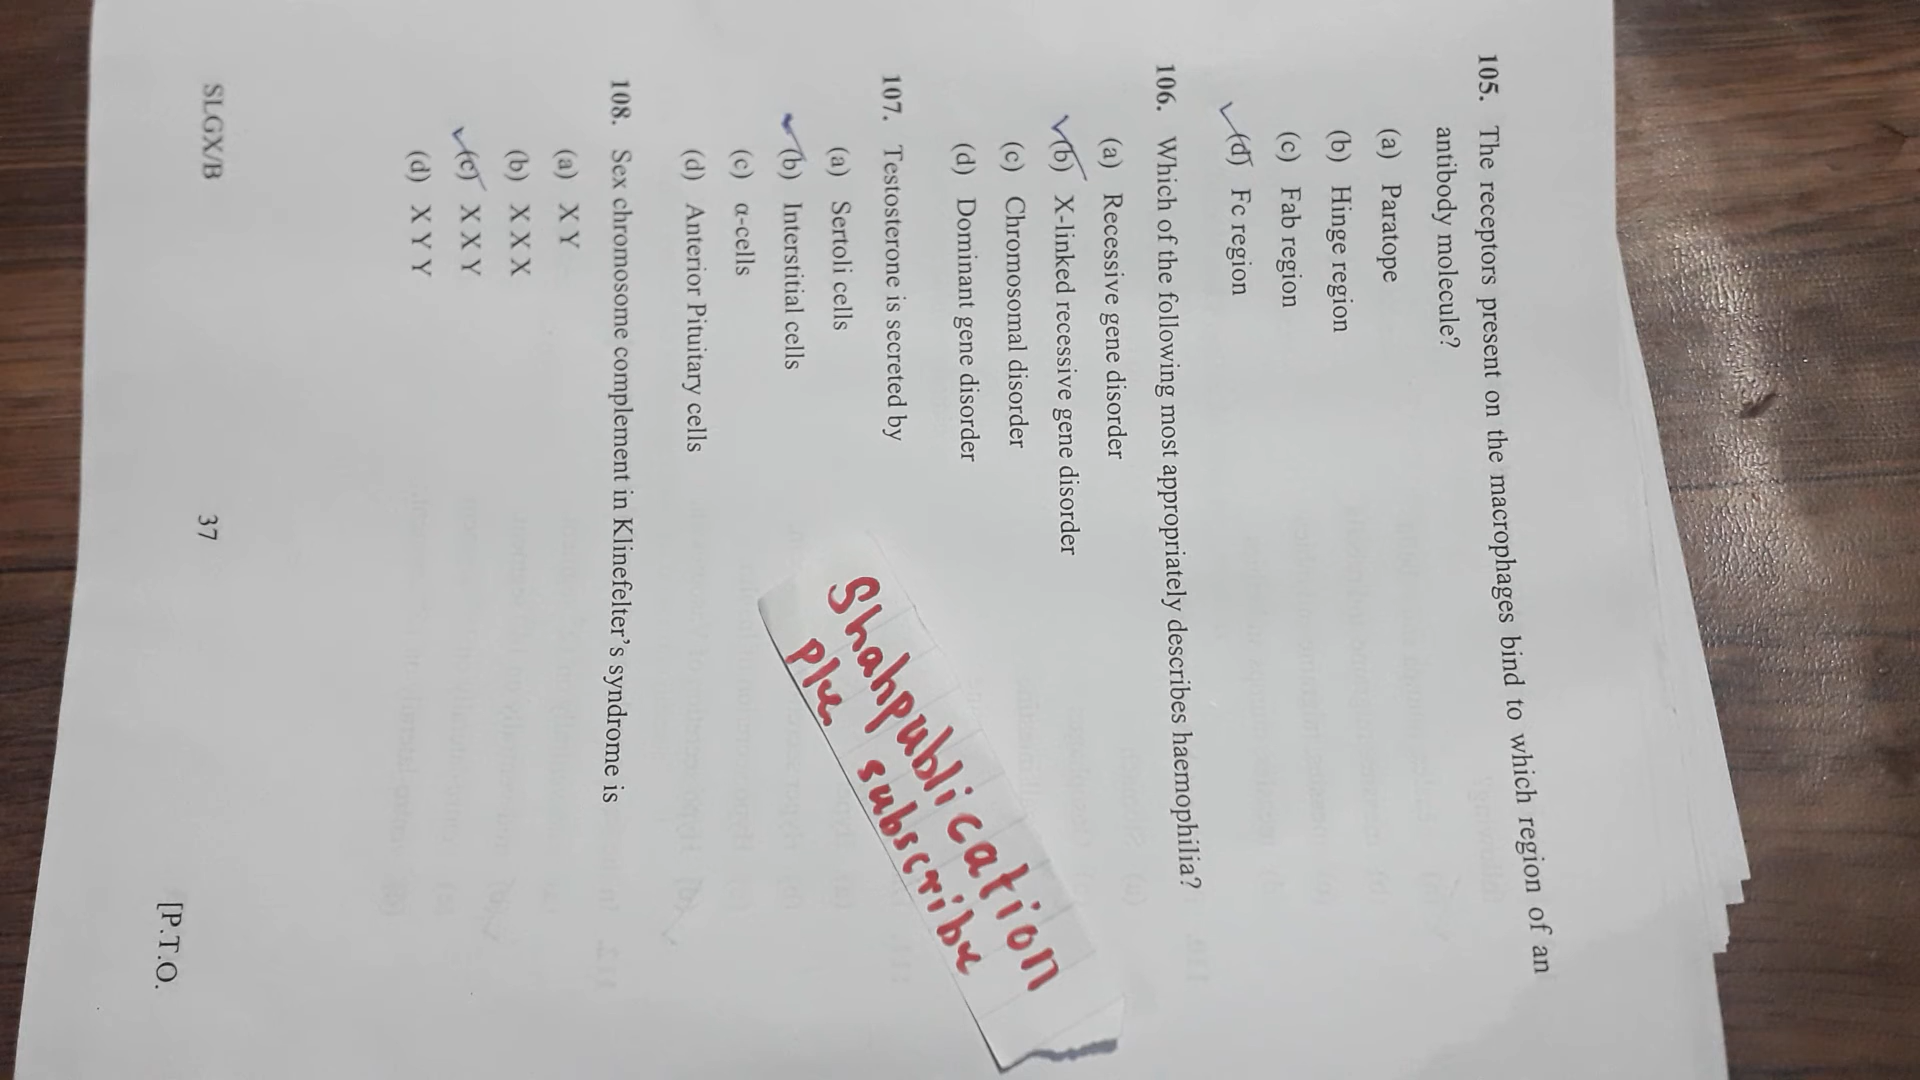 105. The receptors present on the macrophages bind to which region of an
antibody molecule?
(a) Paratope
(b) Hinge region
(c) Fab region
(d) Fc region
106. Which of the following most appropriately describes haemophilia?
(a) Recessive gene disorder
(b) X-linked recessive gene disorder
(c) Chromosomal disorder
(d) Dominant gene disorder
107. Testosterone is secreted by
(a) Sertoli cells
(b) Interstitial cells
(c) α-cells
(d) Anterior Pituitary cells
Shahpublication
Plz subscribe
108. Sex chromosome complement in Klinefelter's syndrome is
(a) X Y
(b) X X X
(c) X X Y
(d) X Y Y
SLGX/B 37 [P.T.O.